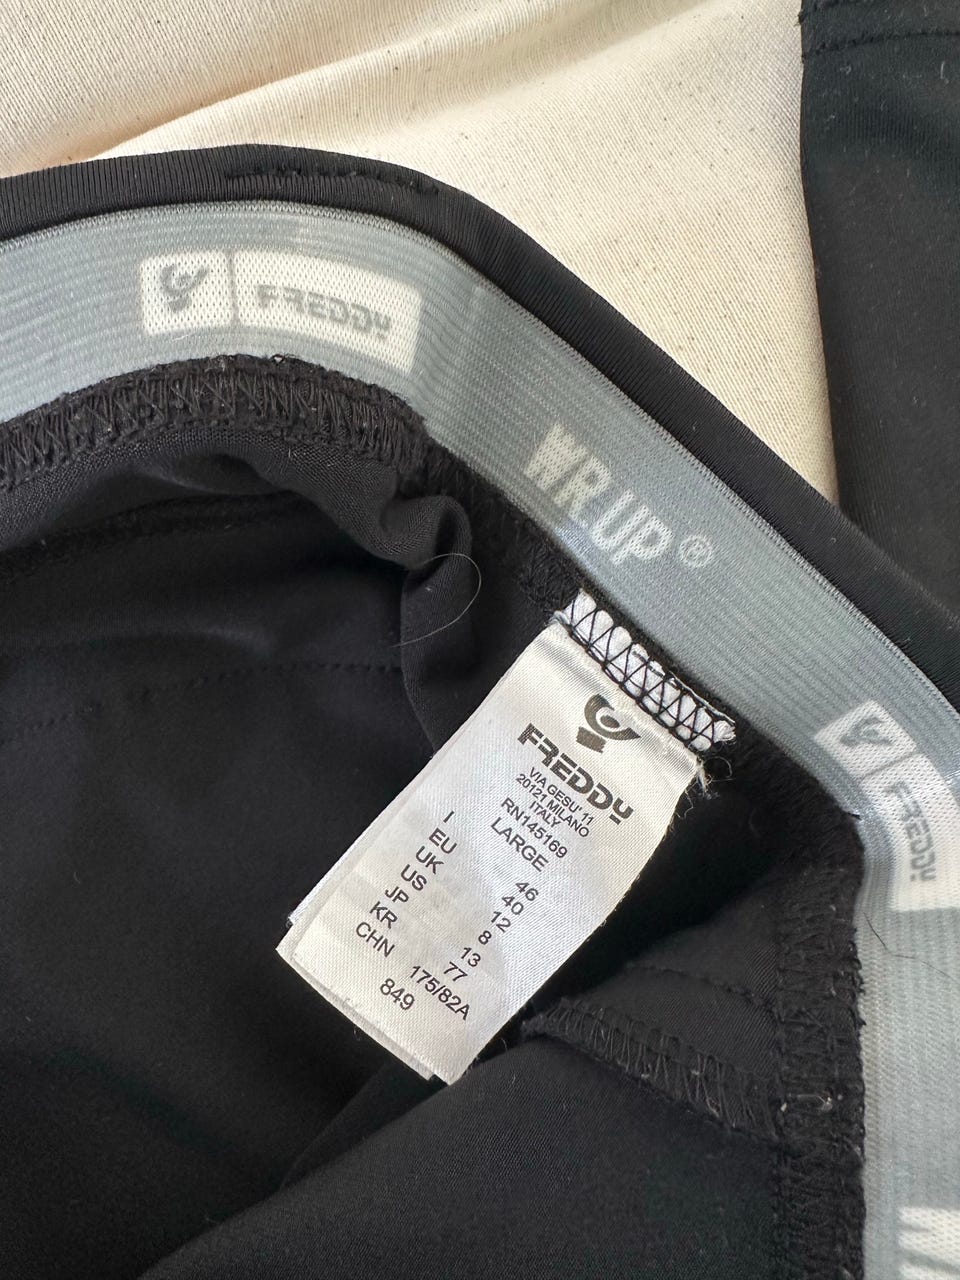 FREDDY
WR.UP®
FREDDY
FREDDY
VIA GESU' 11
20121 MILANO
ITALY
RN145169
LARGE
I 46
EU 40
UK 12
US 8
JP 13
KR 77
CHN 175/82A
849